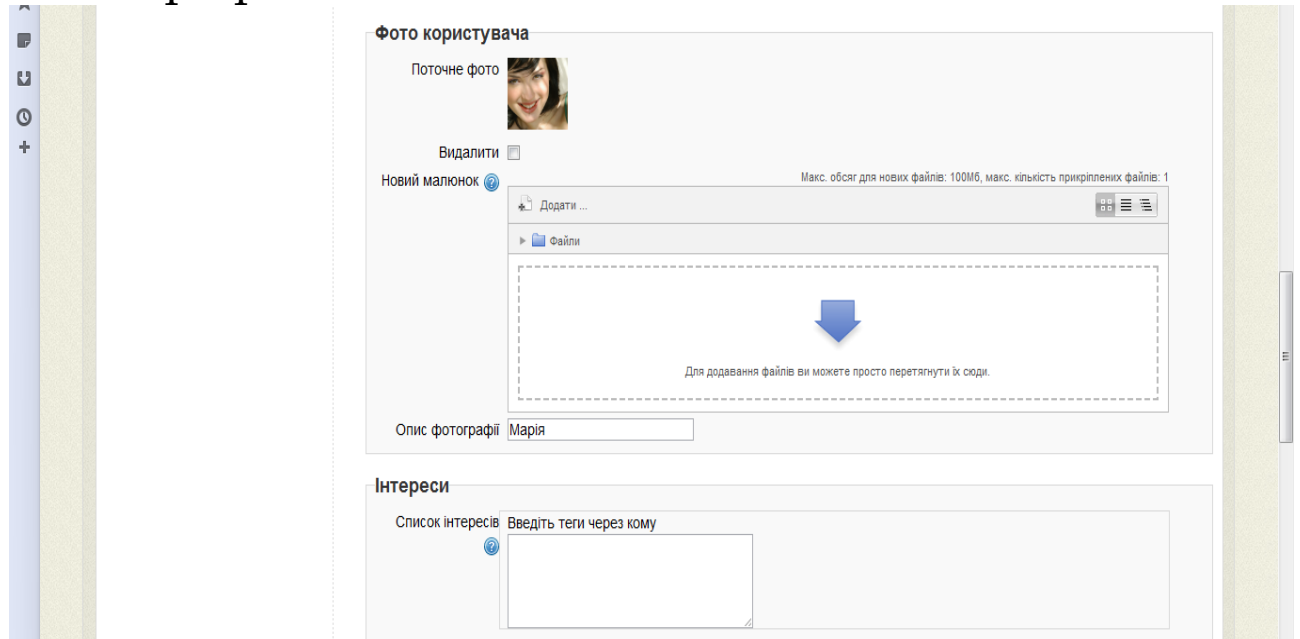 Фото користувача
Поточне фото
Видалити
Новий малюнок
Макс. обсяг для нових файлів: 100Мб, макс. кількість прикріплених файлів: 1
Додати ...
Файли
Для додавання файлів ви можете просто перетягнути їх сюди.
Опис фотографії Марія
Інтереси
Список інтересів Введіть теги через кому